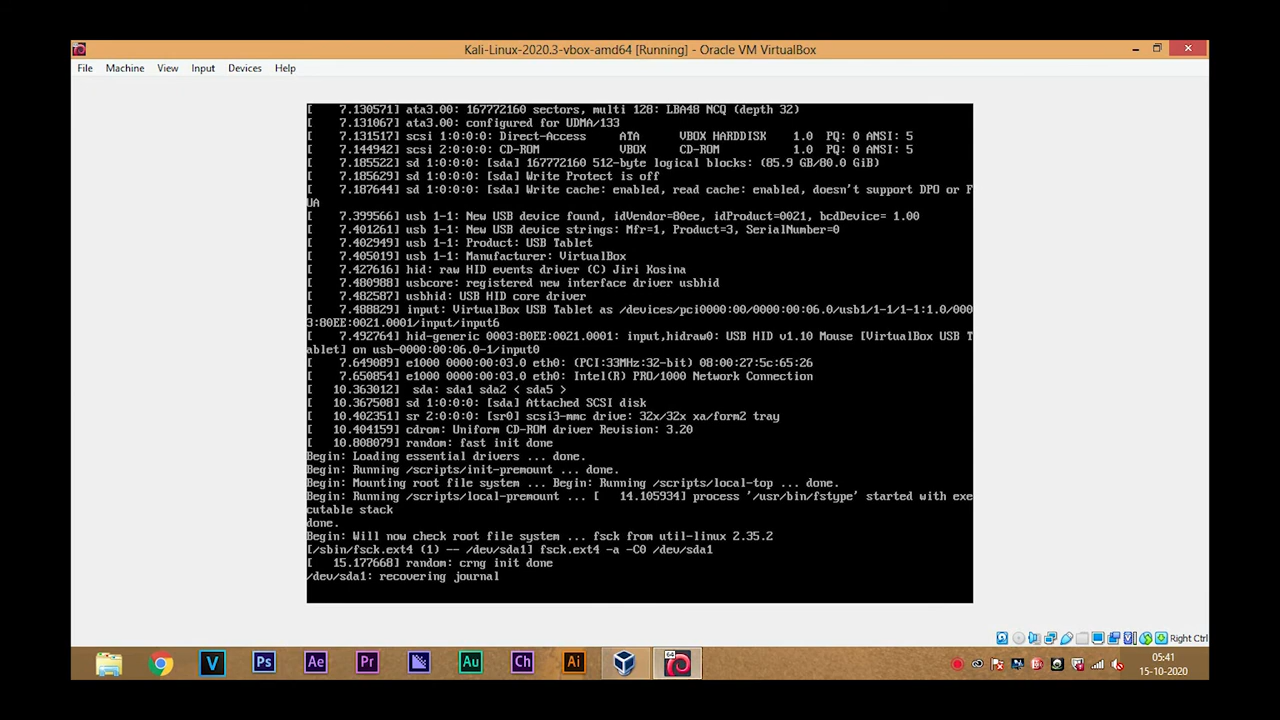 Kali-Linux-2020.3-vbox-amd64 [Running] - Oracle VM VirtualBox
File Machine View Input Devices Help
[    7.130571] ata3.00: 167772160 sectors, multi 128: LBA48 NCQ (depth 32)
[    7.131067] ata3.00: configured for UDMA/133
[    7.131517] scsi 1:0:0:0: Direct-Access     ATA      VBOX HARDDISK    1.0  PQ: 0 ANSI: 5
[    7.144942] scsi 2:0:0:0: CD-ROM            VBOX     CD-ROM           1.0  PQ: 0 ANSI: 5
[    7.185522] sd 1:0:0:0: [sda] 167772160 512-byte logical blocks: (85.9 GB/80.0 GiB)
[    7.185629] sd 1:0:0:0: [sda] Write Protect is off
[    7.187644] sd 1:0:0:0: [sda] Write cache: enabled, read cache: enabled, doesn't support DPO or F
UA
[    7.399566] usb 1-1: New USB device found, idVendor=80ee, idProduct=0021, bcdDevice= 1.00
[    7.401261] usb 1-1: New USB device strings: Mfr=1, Product=3, SerialNumber=0
[    7.402949] usb 1-1: Product: USB Tablet
[    7.405019] usb 1-1: Manufacturer: VirtualBox
[    7.427616] hid: raw HID events driver (C) Jiri Kosina
[    7.480988] usbcore: registered new interface driver usbhid
[    7.482587] usbhid: USB HID core driver
[    7.488829] input: VirtualBox USB Tablet as /devices/pci0000:00/0000:00:06.0/usb1/1-1/1-1:1.0/000
3:80EE:0021.0001/input/input6
[    7.492764] hid-generic 0003:80EE:0021.0001: input,hidraw0: USB HID v1.10 Mouse [VirtualBox USB T
ablet] on usb-0000:00:06.0-1/input0
[    7.649089] e1000 0000:00:03.0 eth0: (PCI:33MHz:32-bit) 08:00:27:5c:65:26
[    7.650854] e1000 0000:00:03.0 eth0: Intel(R) PRO/1000 Network Connection
[   10.363012]  sda: sda1 sda2 < sda5 >
[   10.367508] sd 1:0:0:0: [sda] Attached SCSI disk
[   10.402351] sr 2:0:0:0: [sr0] scsi3-mmc drive: 32x/32x xa/form2 tray
[   10.404159] cdrom: Uniform CD-ROM driver Revision: 3.20
[   10.808079] random: fast init done
Begin: Loading essential drivers ... done.
Begin: Running /scripts/init-premount ... done.
Begin: Mounting root file system ... Begin: Running /scripts/local-top ... done.
Begin: Running /scripts/local-premount ... [   14.105934] process '/usr/bin/fstype' started with exe
cutable stack
done.
Begin: Will now check root file system ... fsck from util-linux 2.35.2
[/sbin/fsck.ext4 (1) -- /dev/sda1] fsck.ext4 -a -C0 /dev/sda1
[   15.177668] random: crng init done
/dev/sda1: recovering journal
Right Ctrl
V Ps Ae Pr Au Ch Ai 64
05:41
15-10-2020